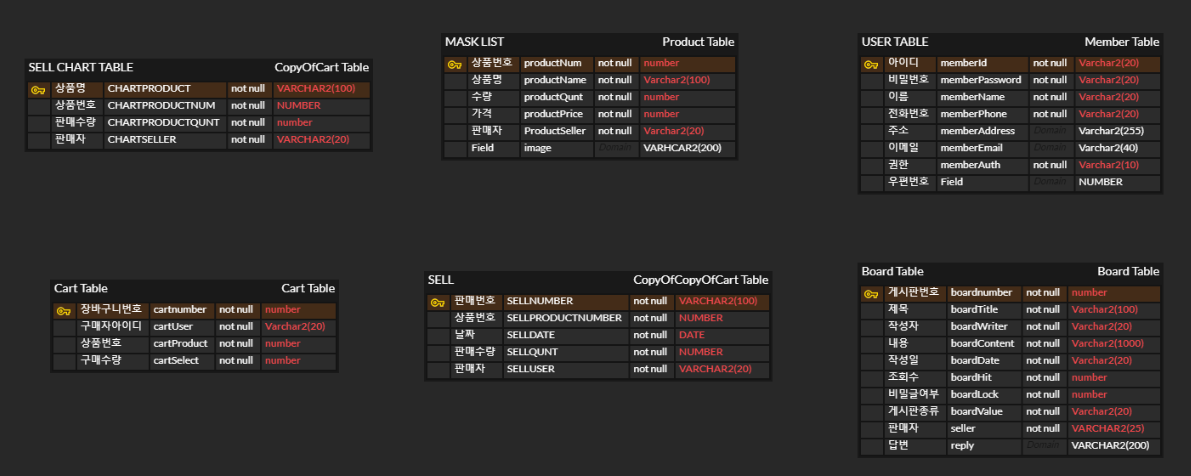 SELL CHART TABLE CopyOfCart Table
상품명 CHARTPRODUCT not null VARCHAR2(100)
상품번호 CHARTPRODUCTNUM not null NUMBER
판매수량 CHARTPRODUCTQUNT not null number
판매자 CHARTSELLER not null VARCHAR2(20)
MASK LIST Product Table
상품번호 productNum not null number
상품명 productName not null Varchar2(100)
수량 productQunt not null number
가격 productPrice not null number
판매자 ProductSeller not null Varchar2(20)
Field image Domain VARHCAR2(200)
USER TABLE Member Table
아이디 memberId not null Varchar2(20)
비밀번호 memberPassword not null Varchar2(20)
이름 memberName not null Varchar2(20)
전화번호 memberPhone not null Varchar2(20)
주소 memberAddress Domain Varchar2(255)
이메일 memberEmail Domain Varchar2(40)
권한 memberAuth not null Varchar2(10)
우편번호 Field Domain NUMBER
Cart Table Cart Table
장바구니번호 cartnumber not null number
구매자아이디 cartUser not null Varchar2(20)
상품번호 cartProduct not null number
구매수량 cartSelect not null number
SELL CopyOfCopyOfCart Table
판매번호 SELLNUMBER not null VARCHAR2(100)
상품번호 SELLPRODUCTNUMBER not null NUMBER
날짜 SELLDATE not null DATE
판매수량 SELLQUNT not null NUMBER
판매자 SELLUSER not null VARCHAR2(20)
Board Table Board Table
게시판번호 boardnumber not null number
제목 boardTitle not null Varchar2(100)
작성자 boardWriter not null Varchar2(20)
내용 boardContent not null Varchar2(1000)
작성일 boardDate not null Varchar2(20)
조회수 boardHit not null number
비밀글여부 boardLock not null number
게시판종류 boardValue not null Varchar2(20)
판매자 seller not null VARCHAR2(25)
답변 reply Domain VARCHAR2(200)